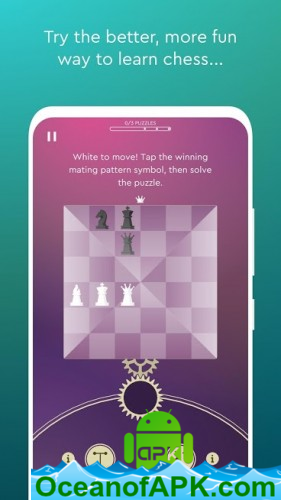 Try the better, more fun
way to learn chess...
0/3 PUZZLES
White to move! Tap the winning
mating pattern symbol, then solve
the puzzle.
apk
OceanofAPK.com